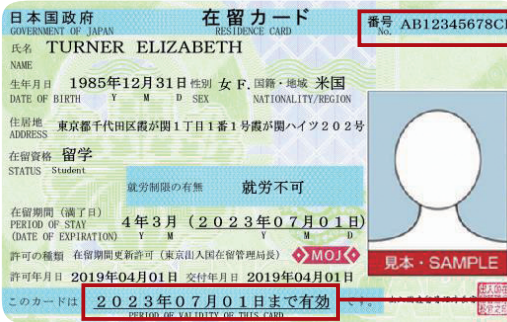 日本国政府 在留カード 番号 AB12345678C
GOVERNMENT OF JAPAN RESIDENCE CARD No.
氏名 TURNER ELIZABETH
NAME
生年月日 1985年12月31日 性別 女 F. 国籍・地域 米国
DATE OF BIRTH Y M D SEX NATIONALITY/REGION
住居地 東京都千代田区霞が関1丁目1番1号霞が関ハイツ202号
ADDRESS
在留資格 留学
STATUS Student
就労制限の有無 就労不可
在留期間(満了日) 4年3月(2023年07月01日)
PERIOD OF STAY Y M Y M D
(DATE OF EXPIRATION)
許可の種類 在留期間更新許可(東京出入国在留管理局長) MOJ
見本・SAMPLE
許可年月日 2019年04月01日 交付年月日 2019年04月01日
このカードは 2023年07月01日まで有効 です。
PERIOD OF VALIDITY OF THIS CARD